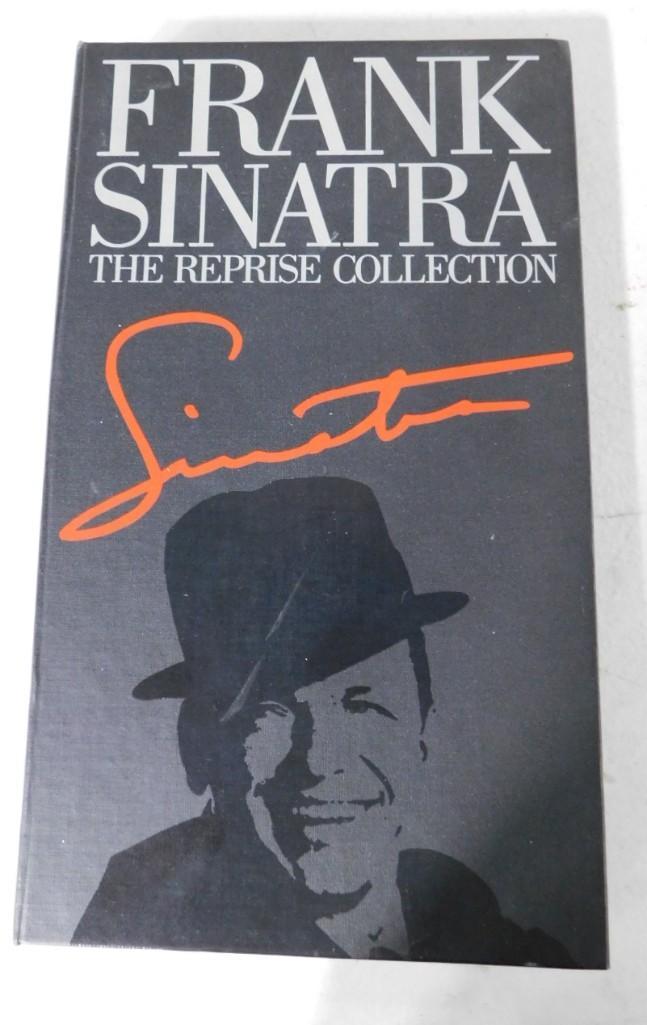 FRANK
SINATRA
THE REPRISE COLLECTION
Sinatra